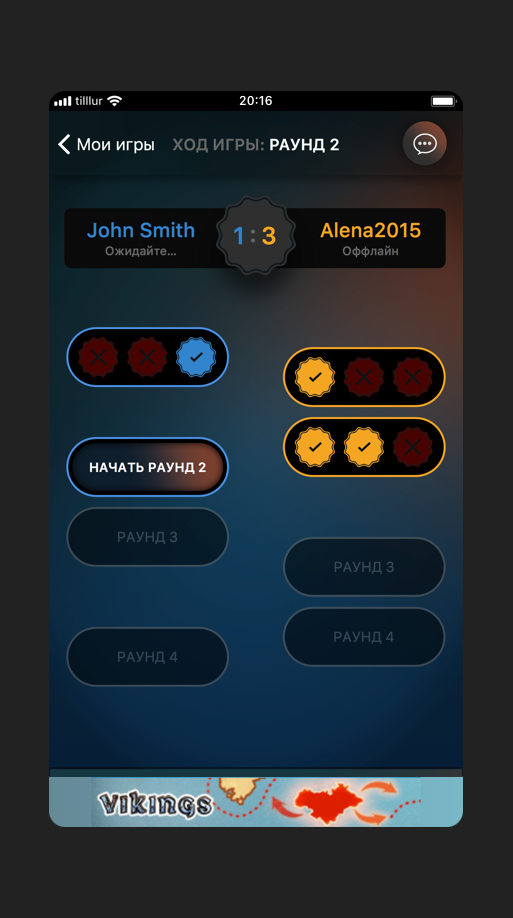 tilllur
20:16
Мои игры
ХОД ИГРЫ: РАУНД 2
John Smith
Ожидайте...
1:3
Alena2015
Оффлайн
НАЧАТЬ РАУНД 2
РАУНД 3
РАУНД 3
РАУНД 4
РАУНД 4
Vikings